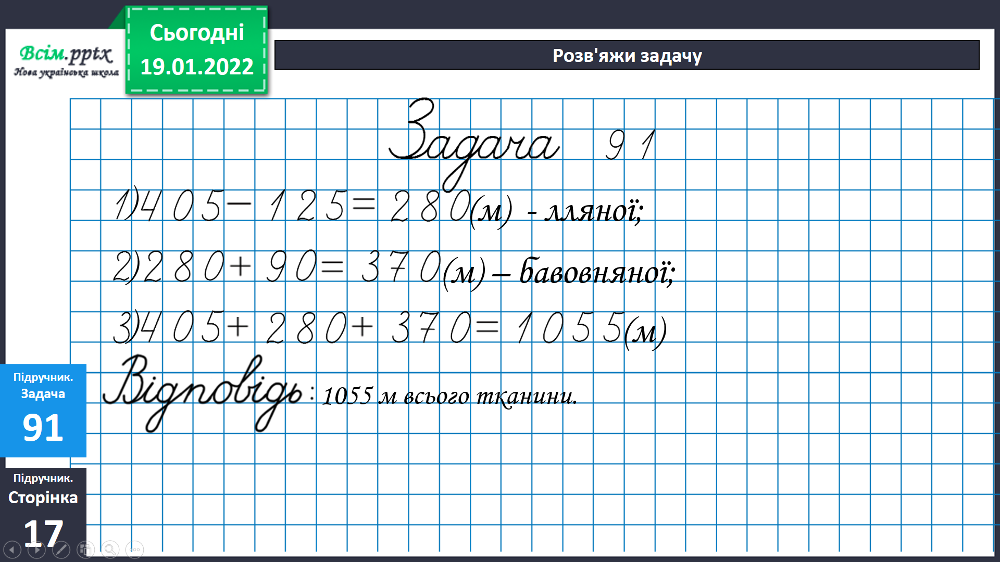 Всім.pptx
Нова українська школа
Сьогодні
19.01.2022
Розв'яжи задачу
Задача 91
1)405-125=280(м) - лляної;
2)280+90=370(м) – бавовняної;
3)405+280+370=1055(м)
Відповідь: 1055 м всього тканини.
Підручник.
Задача
91
Підручник.
Сторінка
17